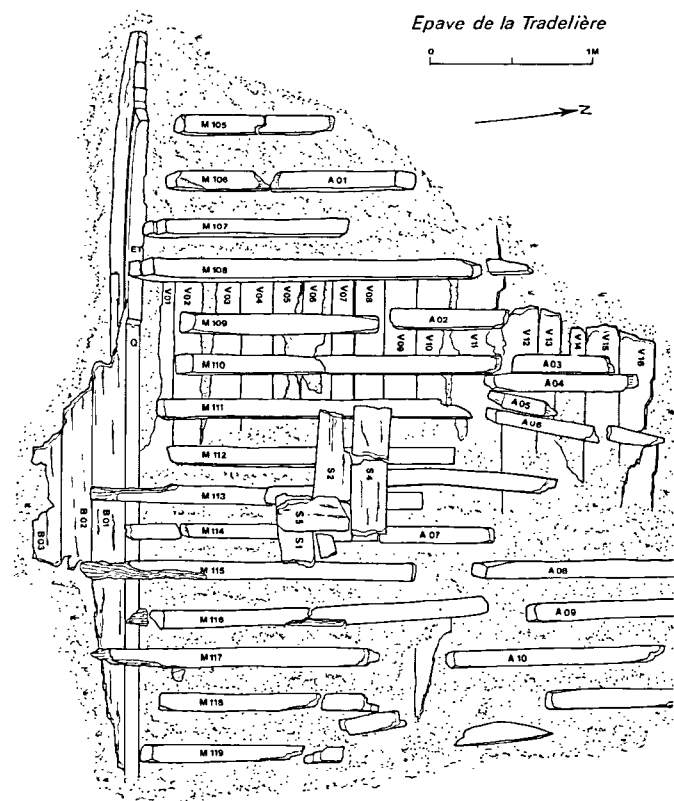 Epave de la Tradelière
0 1M
N
M 105
M 106 A 01
M 107
ET
M 108
V01 V02 V03 V04 V05 V06 V07 V08
M 109 A 02
Q V09 V10 V11 V12 V13 V14 V15 V16
M 110 A 03
A 04
M 111 A 05
A 06
M 112 S2 S4
M 113
B 03 B 02 B 01 S3
M 114 S1 A 07
M 115 A 08
M 116 A 09
M 117 A 10
M 118
M 119